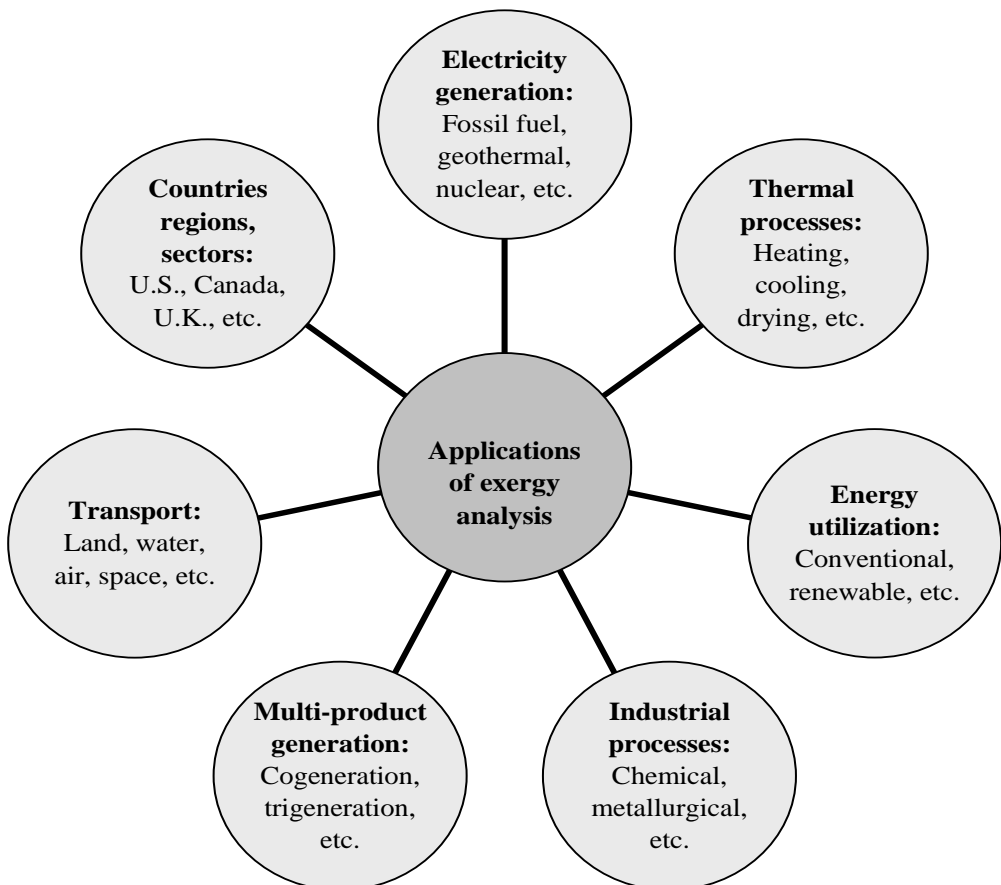 Electricity
generation:
Fossil fuel,
geothermal,
nuclear, etc.
Countries
regions,
sectors:
U.S., Canada,
U.K., etc.
Thermal
processes:
Heating,
cooling,
drying, etc.
Applications
of exergy
analysis
Transport:
Land, water,
air, space, etc.
Energy
utilization:
Conventional,
renewable, etc.
Multi-product
generation:
Cogeneration,
trigeneration,
etc.
Industrial
processes:
Chemical,
metallurgical,
etc.